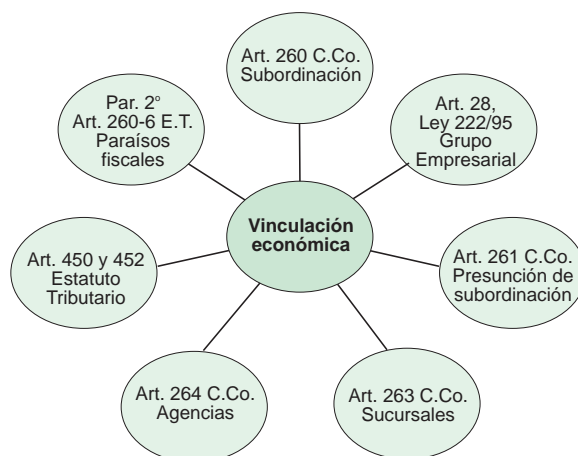 Art. 260 C.Co.
Subordinación
Par. 2°
Art. 260-6 E.T.
Paraísos
fiscales
Art. 28,
Ley 222/95
Grupo
Empresarial
Vinculación
económica
Art. 450 y 452
Estatuto
Tributario
Art. 261 C.Co.
Presunción de
subordinación
Art. 264 C.Co.
Agencias
Art. 263 C.Co.
Sucursales